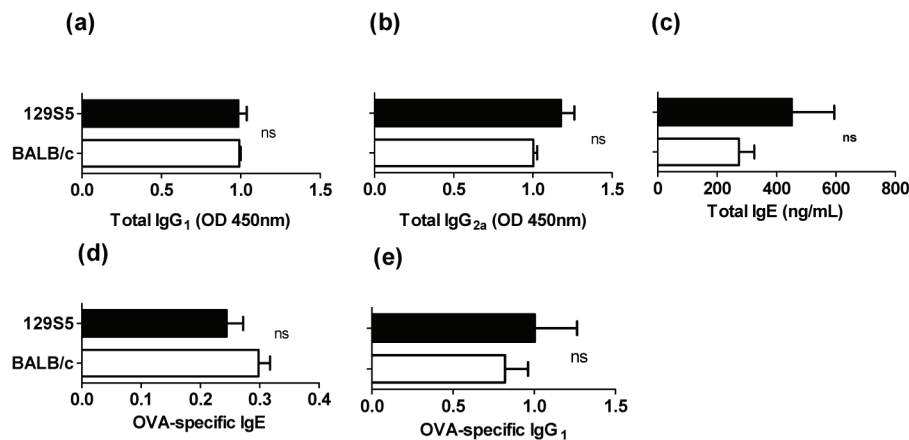 (a)
129S5
BALB/c
ns
0.0 0.5 1.0 1.5
Total IgG1 (OD 450nm)
(b)
ns
0.0 0.5 1.0 1.5
Total IgG2a (OD 450nm)
(c)
ns
0 200 400 600 800
Total IgE (ng/mL)
(d)
129S5
BALB/c
ns
0.0 0.1 0.2 0.3 0.4
OVA-specific IgE
(e)
ns
0.0 0.5 1.0 1.5
OVA-specific IgG1